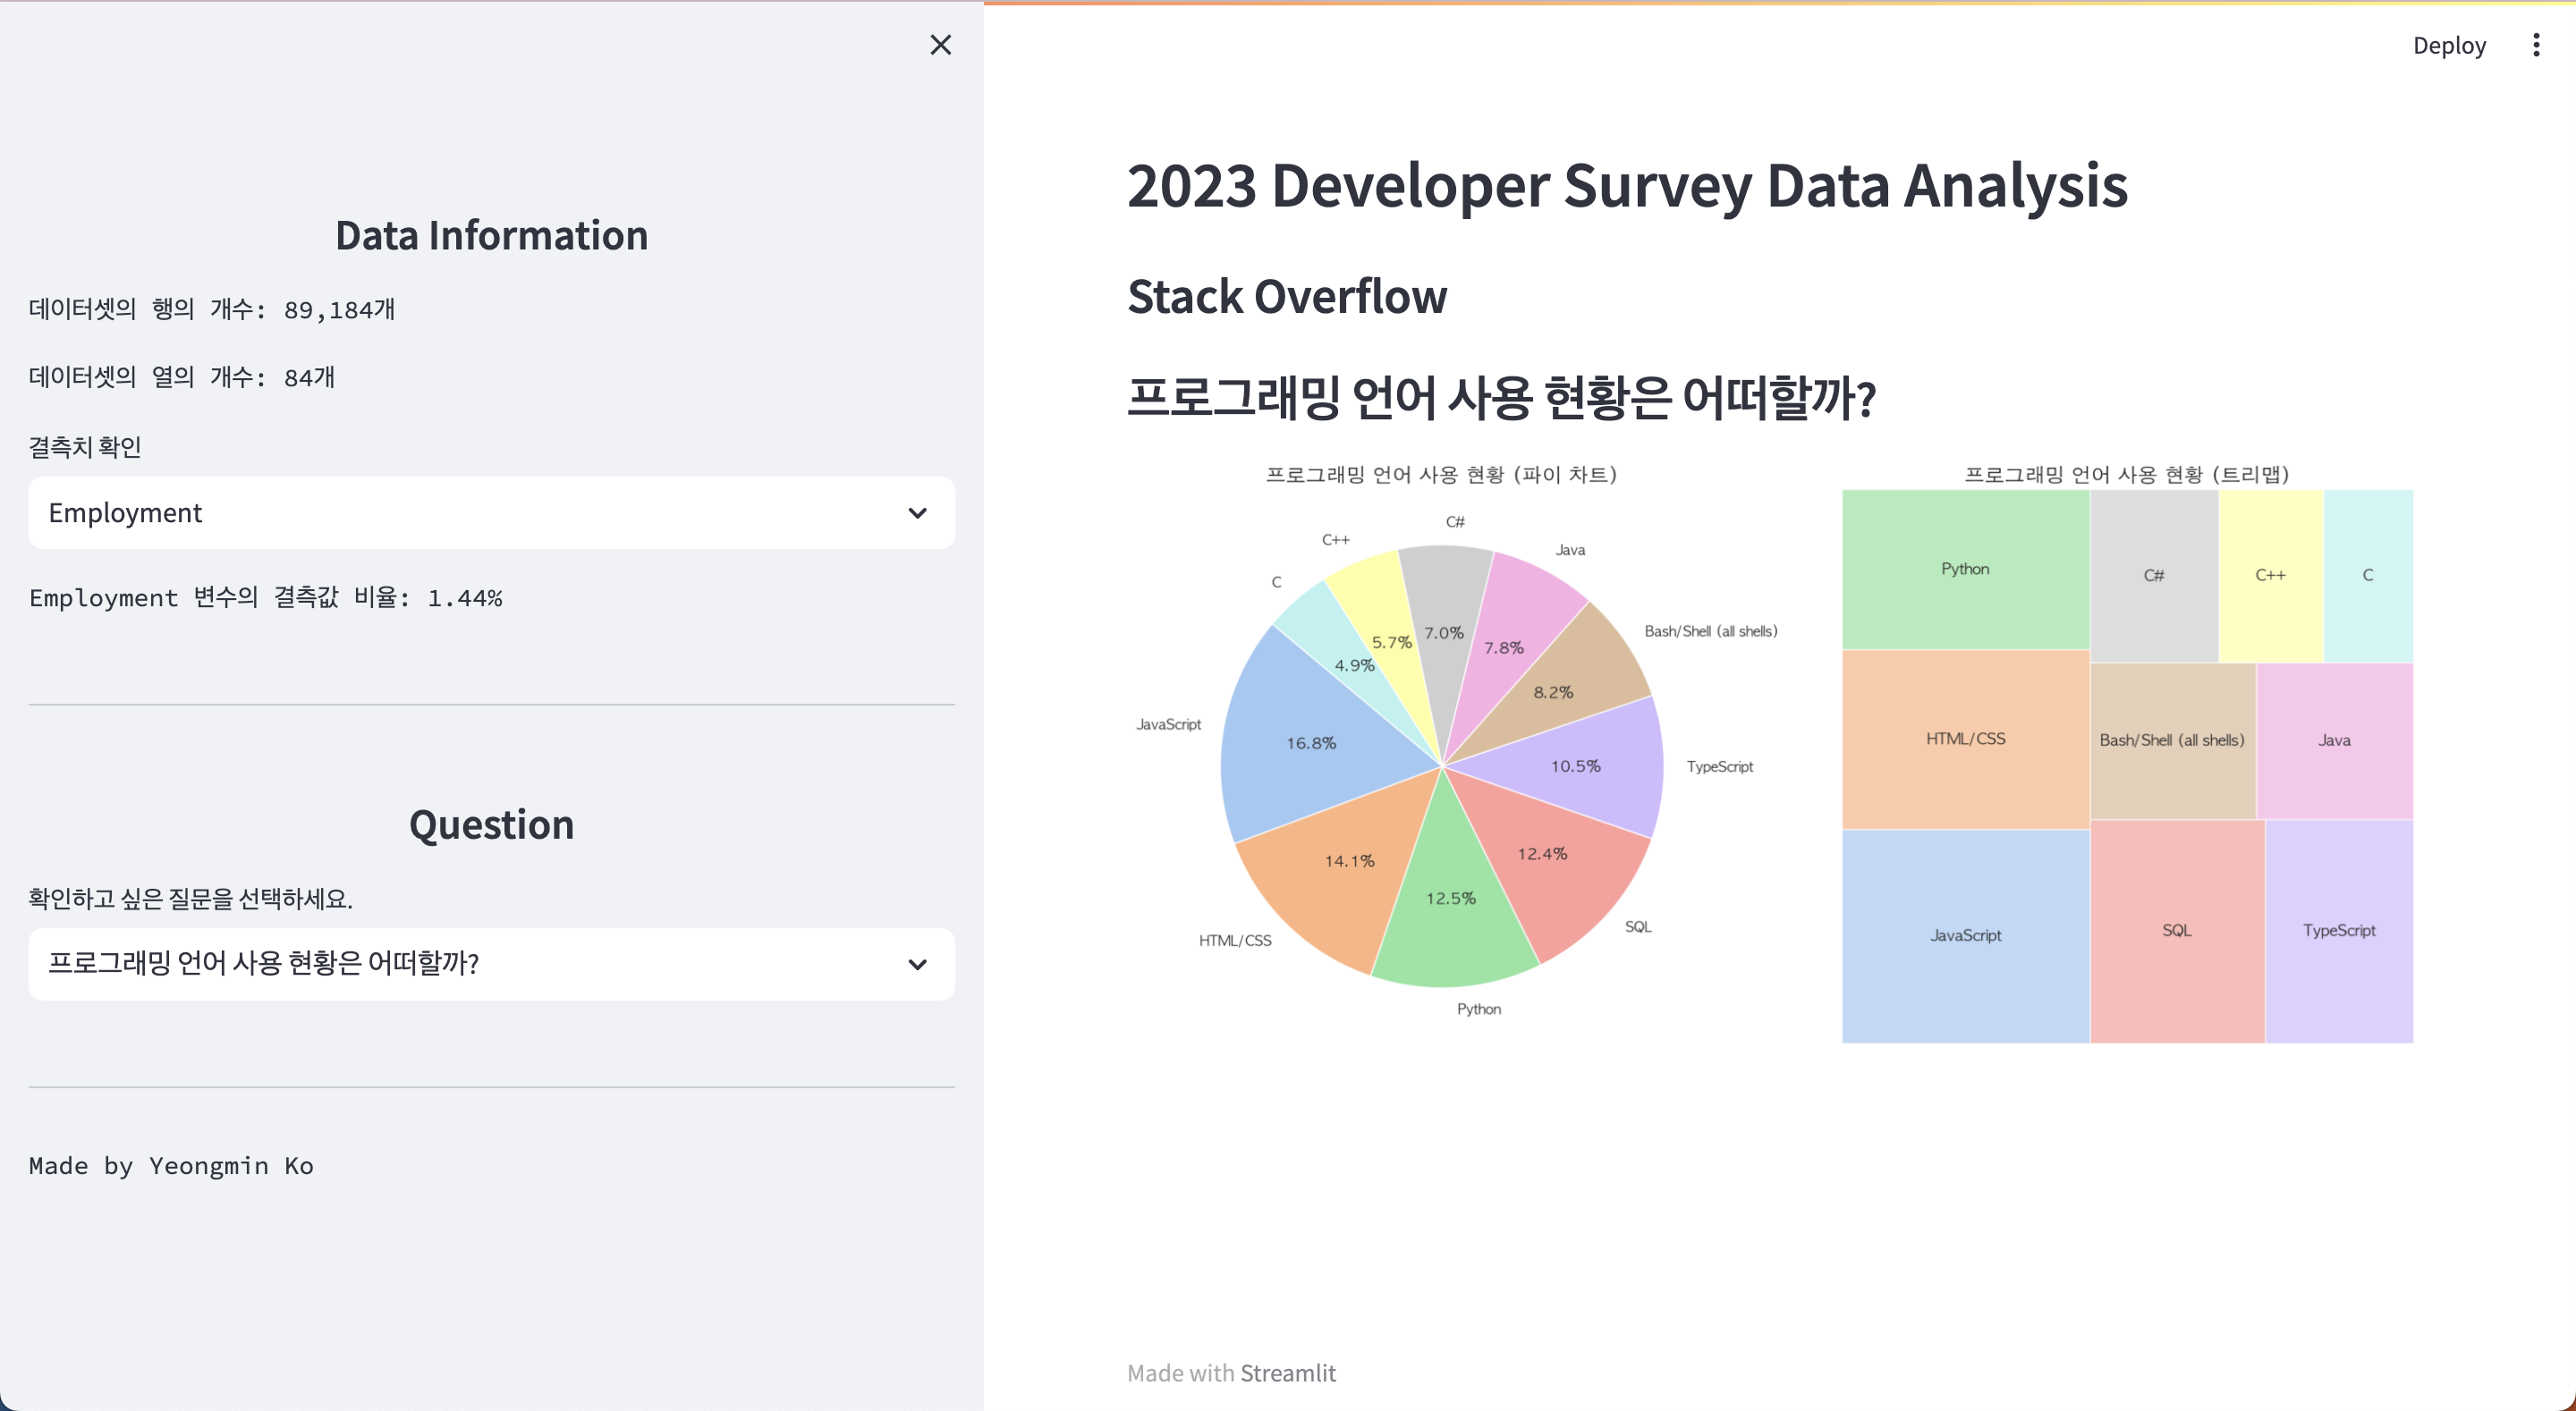 Deploy
Data Information
데이터셋의 행의 개수: 89,184개
데이터셋의 열의 개수: 84개
결측치 확인
Employment
Employment 변수의 결측값 비율: 1.44%
Question
확인하고 싶은 질문을 선택하세요.
프로그래밍 언어 사용 현황은 어떠할까?
Made by Yeongmin Ko
2023 Developer Survey Data Analysis
Stack Overflow
프로그래밍 언어 사용 현황은 어떠할까?
프로그래밍 언어 사용 현황 (파이 차트)
C#
C++
Java
C
Bash/Shell (all shells)
7.0%
5.7%
7.8%
4.9%
8.2%
JavaScript
16.8%
10.5%
TypeScript
14.1%
12.4%
12.5%
HTML/CSS
SQL
Python
프로그래밍 언어 사용 현황 (트리맵)
Python
C#
C++
C
HTML/CSS
Bash/Shell (all shells)
Java
JavaScript
SQL
TypeScript
Made with Streamlit